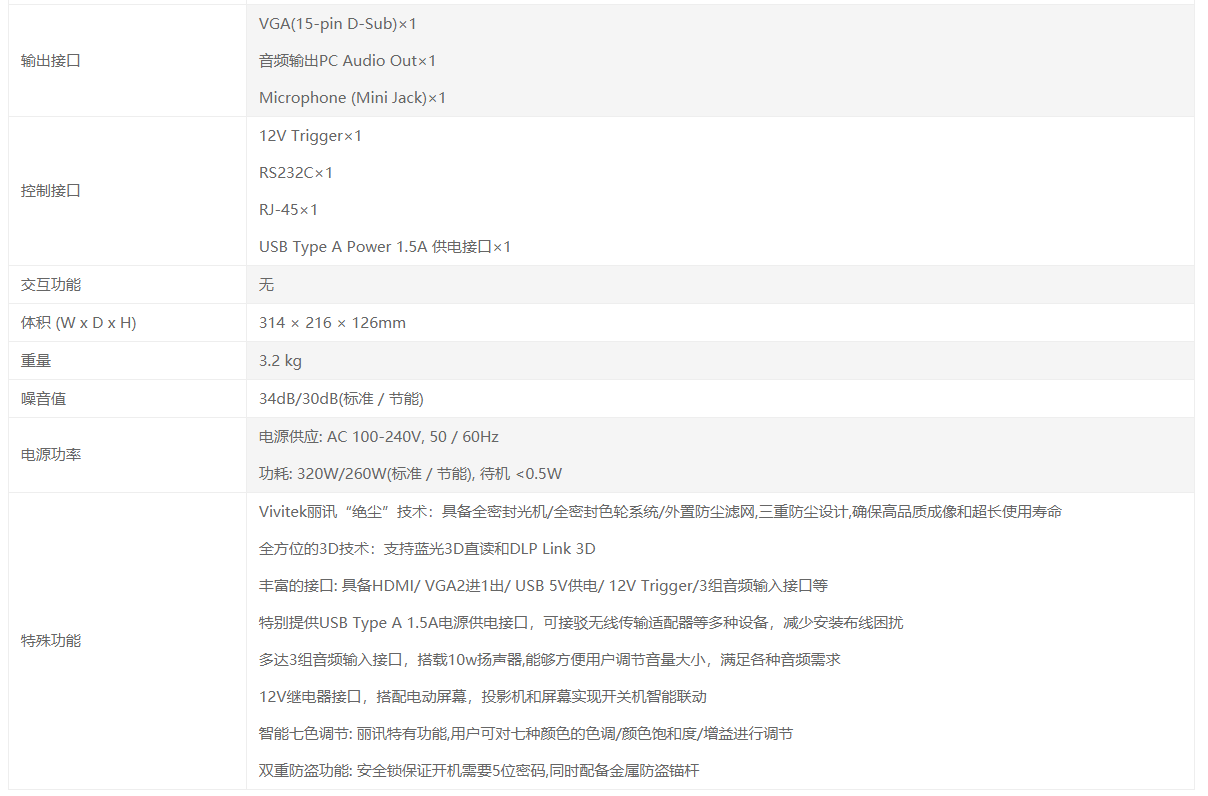 输出接口
VGA(15-pin D-Sub)×1
音频输出PC Audio Out×1
Microphone (Mini Jack)×1
控制接口
12V Trigger×1
RS232C×1
RJ-45×1
USB Type A Power 1.5A 供电接口×1
交互功能
无
体积 (W x D x H)
314 × 216 × 126mm
重量
3.2 kg
噪音值
34dB/30dB(标准 / 节能)
电源功率
电源供应: AC 100-240V, 50 / 60Hz
功耗: 320W/260W(标准 / 节能), 待机 <0.5W
特殊功能
Vivitek丽讯“绝尘”技术：具备全密封光机/全密封色轮系统/外置防尘滤网,三重防尘设计,确保高品质成像和超长使用寿命
全方位的3D技术：支持蓝光3D直读和DLP Link 3D
丰富的接口: 具备HDMI/ VGA2进1出/ USB 5V供电/ 12V Trigger/3组音频输入接口等
特别提供USB Type A 1.5A电源供电接口，可接驳无线传输适配器等多种设备，减少安装布线困扰
多达3组音频输入接口，搭载10w扬声器,能够方便用户调节音量大小，满足各种音频需求
12V继电器接口，搭配电动屏幕，投影机和屏幕实现开关机智能联动
智能七色调节: 丽讯特有功能,用户可对七种颜色的色调/颜色饱和度/增益进行调节
双重防盗功能: 安全锁保证开机需要5位密码,同时配备金属防盗锚杆